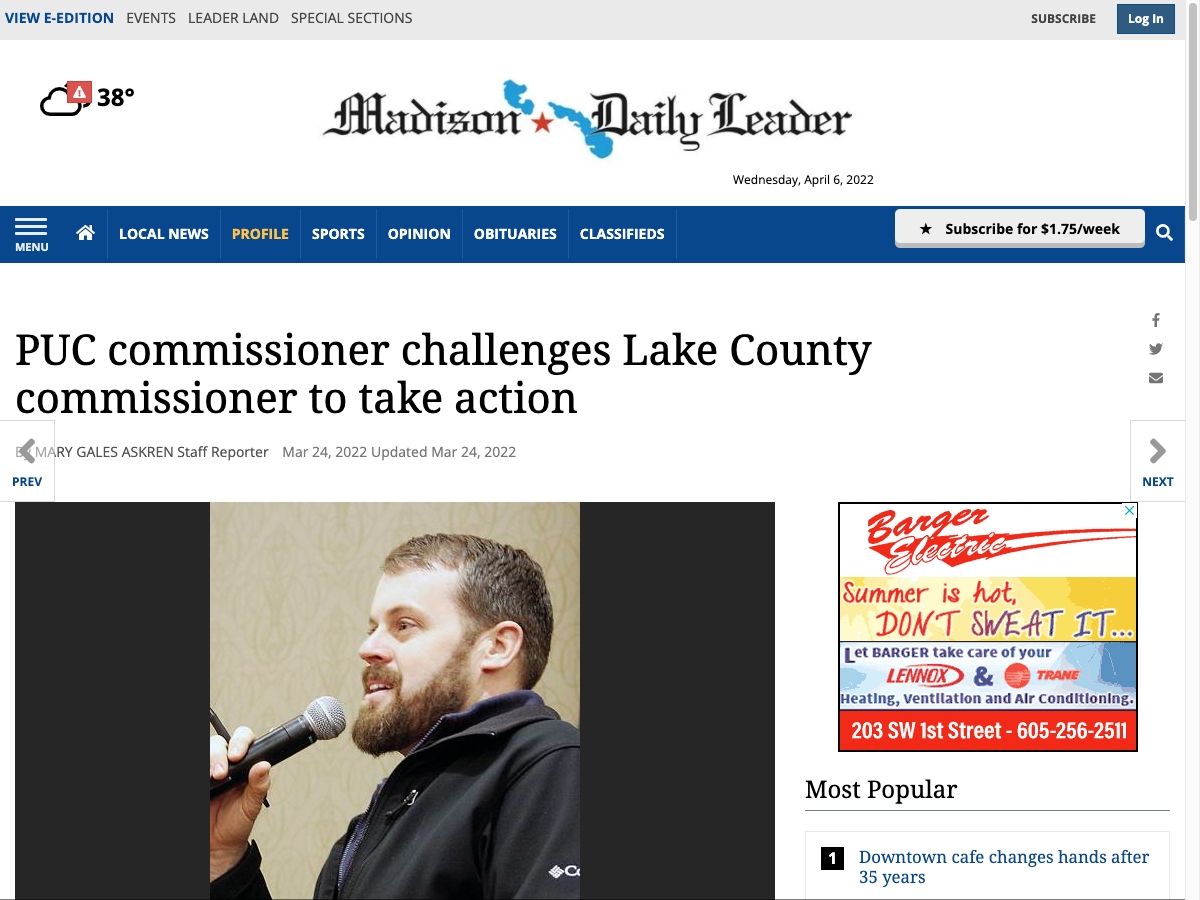 VIEW E-EDITION EVENTS LEADER LAND SPECIAL SECTIONS SUBSCRIBE Log In
38°
Madison Daily Leader
Wednesday, April 6, 2022
MENU LOCAL NEWS PROFILE SPORTS OPINION OBITUARIES CLASSIFIEDS ★ Subscribe for $1.75/week
PUC commissioner challenges Lake County
commissioner to take action
BY MARY GALES ASKREN Staff Reporter Mar 24, 2022 Updated Mar 24, 2022
PREV
NEXT
Barger
Electric
Summer is hot,
DON'T SWEAT IT...
Let BARGER take care of your
LENNOX & TRANE
Heating, Ventilation and Air Conditioning.
203 SW 1st Street - 605-256-2511
Most Popular
1 Downtown cafe changes hands after
35 years